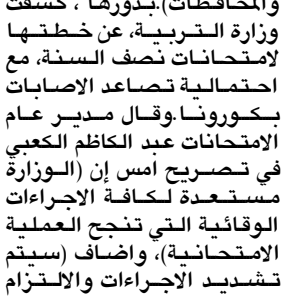 والمحافظات).بدورها ، كشفت
وزارة التربية، عن خطتها
لامتحانات نصف السنة، مع
احتمالية تصاعد الاصابات
بكورونا.وقال مدير عام
الامتحانات عبد الكاظم الكعبي
في تصريح امس إن (الوزارة
مستعدة لكافة الاجراءات
الوقائية التي تنجح العملية
الامتحانية)، واضاف (سيتم
تشديد الاجراءات والالتزام